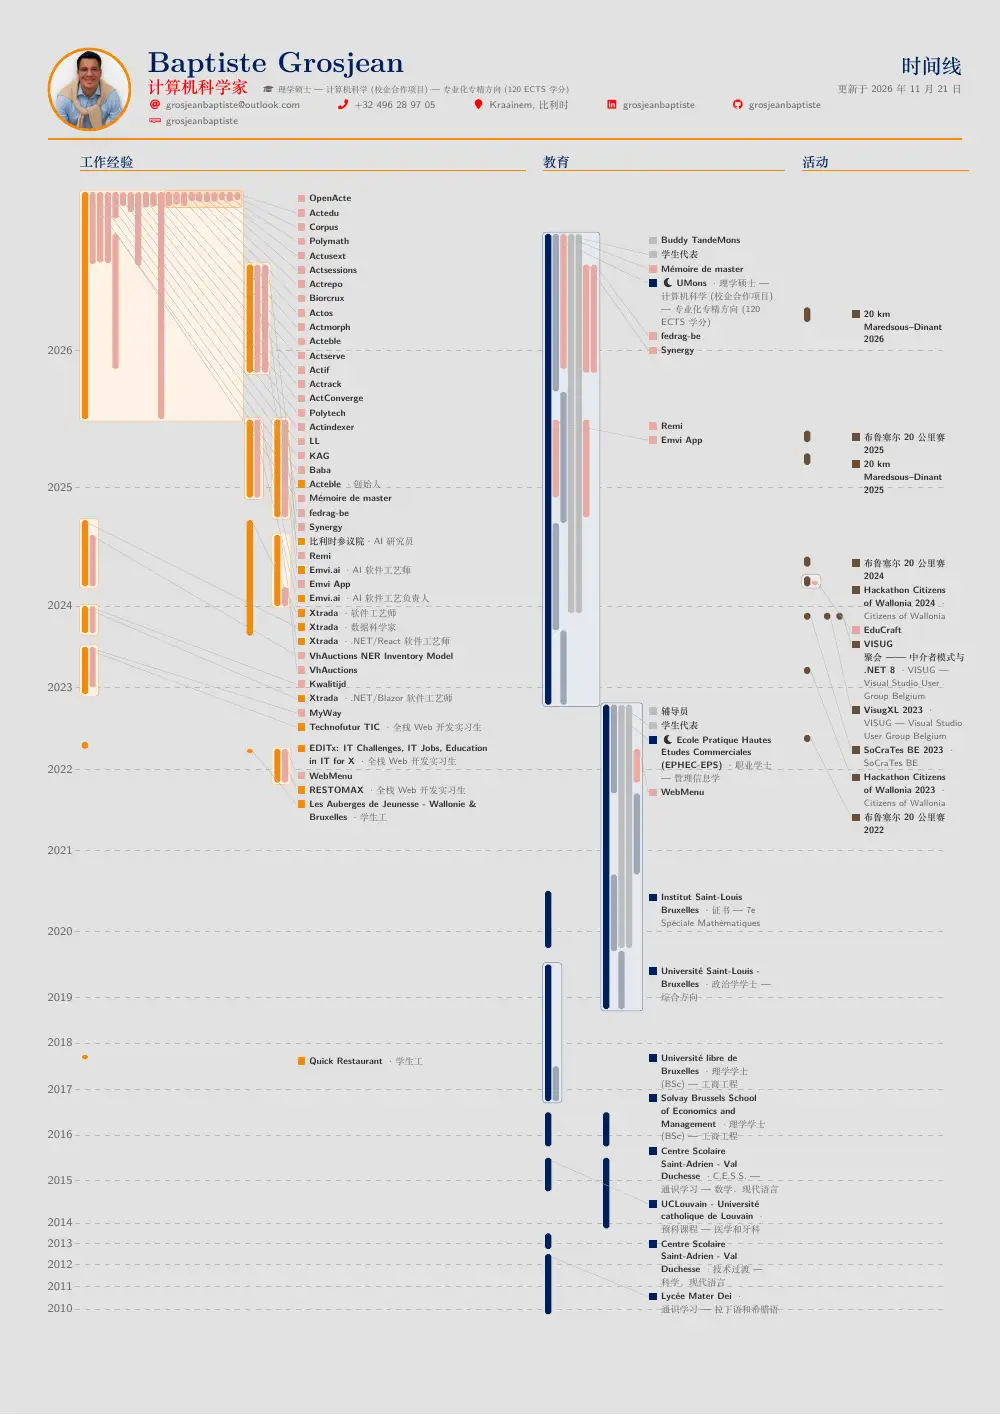 Baptiste Grosjean
时间线
计算机科学家
理学硕士 — 计算机科学 (校企合作项目) — 专业化专精方向 (120 ECTS 学分)
更新于 2026 年 11 月 21 日
grosjeanbaptiste@outlook.com
+32 496 28 97 05
Kraainem, 比利时
grosjeanbaptiste
grosjeanbaptiste
grosjeanbaptiste
工作经验
教育
活动
2026
2025
2024
2023
2022
2021
2020
2019
2018
2017
2016
2015
2014
2013
2012
2011
2010
OpenActe
Actedu
Corpus
Polymath
Actusext
Actsessions
Actrepo
Biorcrux
Actos
Actmorph
Acteble
Actserve
Actif
Actrack
ActConverge
Polytech
Actindexer
LL
KAG
Baba
Acteble · 创始人
Mémoire de master
fedrag-be
Synergy
比利时参议院 · AI 研究员
Remi
Emvi.ai · AI 软件工艺师
Emvi App
Emvi.ai · AI 软件工艺负责人
Xtrada · 软件工艺师
Xtrada · 数据科学家
Xtrada · .NET/React 软件工艺师
VhAuctions NER Inventory Model
VhAuctions
Kwalitijd
Xtrada · .NET/Blazor 软件工艺师
MyWay
Technofutur TIC · 全栈 Web 开发实习生
EDITx: IT Challenges, IT Jobs, Education
in IT for X · 全栈 Web 开发实习生
WebMenu
RESTOMAX · 全栈 Web 开发实习生
Les Auberges de Jeunesse - Wallonie &
Bruxelles · 学生工
Quick Restaurant · 学生工
Buddy TandeMons
学生代表
Mémoire de master
UMons · 理学硕士 —
计算机科学 (校企合作项目)
— 专业化专精方向 (120
ECTS 学分)
fedrag-be
Synergy
Remi
Emvi App
辅导员
学生代表
Ecole Pratique Hautes
Etudes Commerciales
(EPHEC-EPS) · 职业学士
— 管理信息学
WebMenu
Institut Saint-Louis
Bruxelles · 证书 — 7e
Spéciale Mathématiques
Université Saint-Louis -
Bruxelles · 政治学学士 —
综合方向
Université libre de
Bruxelles · 理学学士
(BSc) — 工商工程
Solvay Brussels School
of Economics and
Management · 理学学士
(BSc) — 工商工程
Centre Scolaire
Saint-Adrien - Val
Duchesse · C.E.S.S. —
通识学习 — 数学、现代语言
UCLouvain - Université
catholique de Louvain ·
预科课程 — 医学和牙科
Centre Scolaire
Saint-Adrien - Val
Duchesse · 技术过渡 —
科学、现代语言
Lycée Mater Dei ·
通识学习 — 拉丁语和希腊语
20 km
Maredsous–Dinant
2026
布鲁塞尔 20 公里赛
2025
20 km
Maredsous–Dinant
2025
布鲁塞尔 20 公里赛
2024
Hackathon Citizens
of Wallonia 2024 ·
Citizens of Wallonia
EduCraft
VISUG
聚会 —— 中介者模式与
.NET 8 · VISUG —
Visual Studio User
Group Belgium
VisugXL 2023 ·
VISUG — Visual Studio
User Group Belgium
SoCraTes BE 2023 ·
SoCraTes BE
Hackathon Citizens
of Wallonia 2023 ·
Citizens of Wallonia
布鲁塞尔 20 公里赛
2022